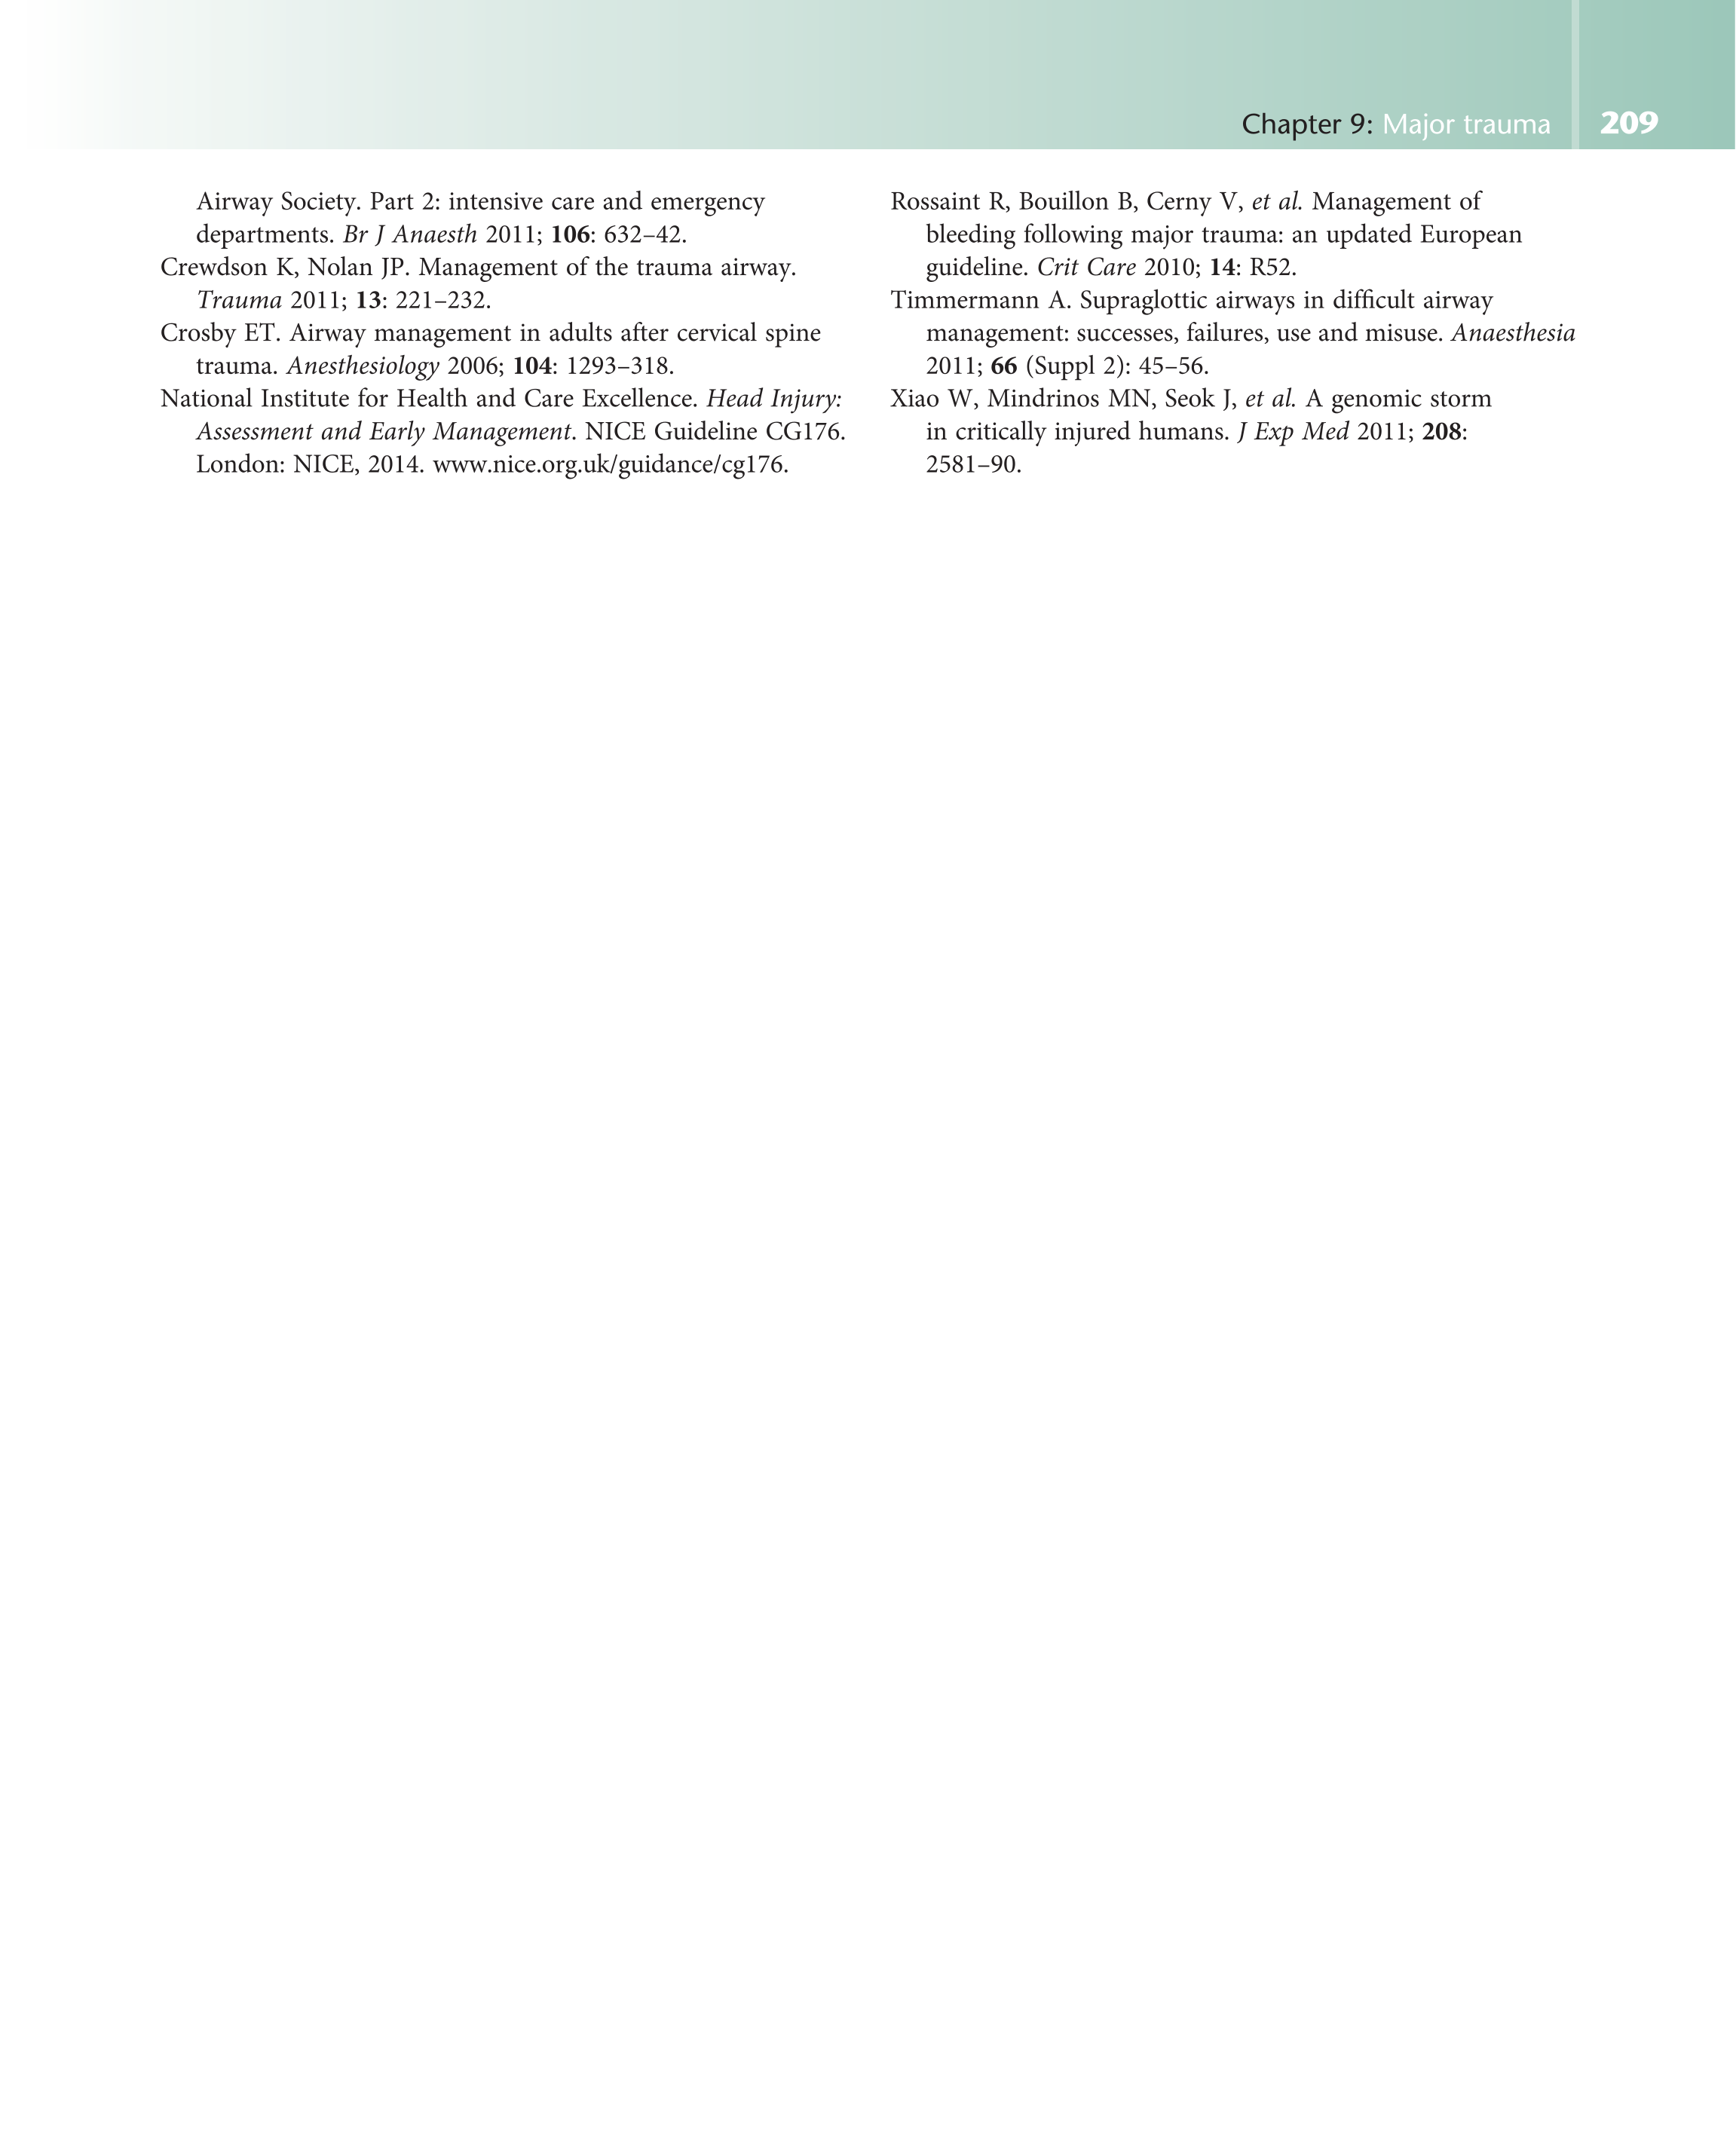 Chapter 9: Major trauma 209
Airway Society. Part 2: intensive care and emergency
departments. Br J Anaesth 2011; 106: 632–42.
Crewdson K, Nolan JP. Management of the trauma airway.
Trauma 2011; 13: 221–232.
Crosby ET. Airway management in adults after cervical spine
trauma. Anesthesiology 2006; 104: 1293–318.
National Institute for Health and Care Excellence. Head Injury:
Assessment and Early Management. NICE Guideline CG176.
London: NICE, 2014. www.nice.org.uk/guidance/cg176.
Rossaint R, Bouillon B, Cerny V, et al. Management of
bleeding following major trauma: an updated European
guideline. Crit Care 2010; 14: R52.
Timmermann A. Supraglottic airways in difficult airway
management: successes, failures, use and misuse. Anaesthesia
2011; 66 (Suppl 2): 45–56.
Xiao W, Mindrinos MN, Seok J, et al. A genomic storm
in critically injured humans. J Exp Med 2011; 208:
2581–90.